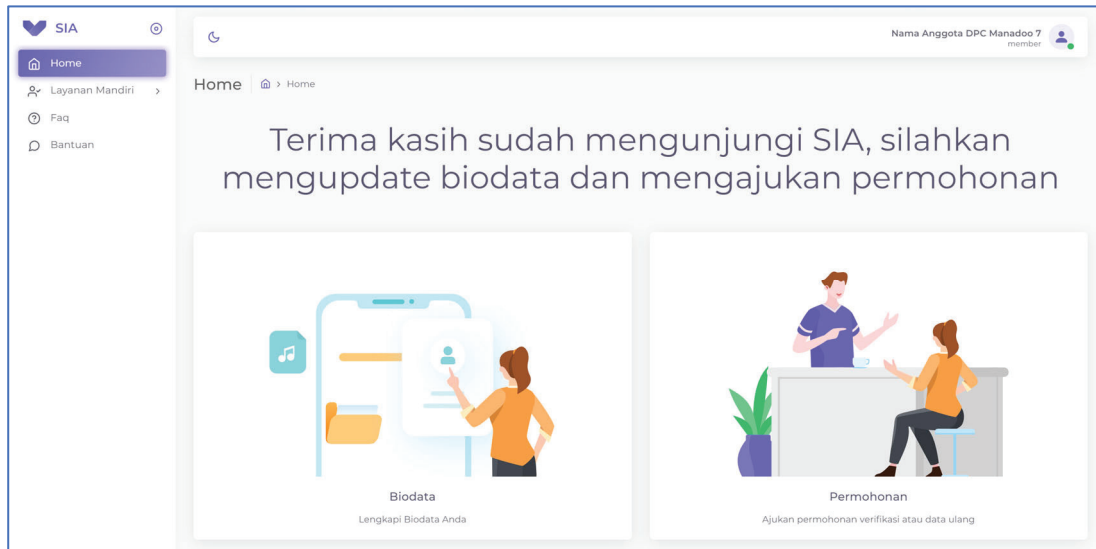 SIA
Home
Layanan Mandiri
Faq
Bantuan
Nama Anggota DPC Manadoo 7
member
Home
Home
Terima kasih sudah mengunjungi SIA, silahkan
mengupdate biodata dan mengajukan permohonan
Biodata
Lengkapi Biodata Anda
Permohonan
Ajukan permohonan verifikasi atau data ulang